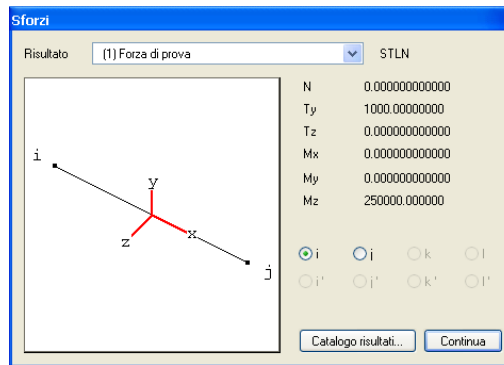 Sforzi
Risultato (1) Forza di prova STLN
N 0.000000000000
Ty 1000.00000000
Tz 0.000000000000
Mx 0.000000000000
My 0.000000000000
Mz 250000.000000
i
y
z
x
j
i j k l
i' j' k' l'
Catalogo risultati... Continua